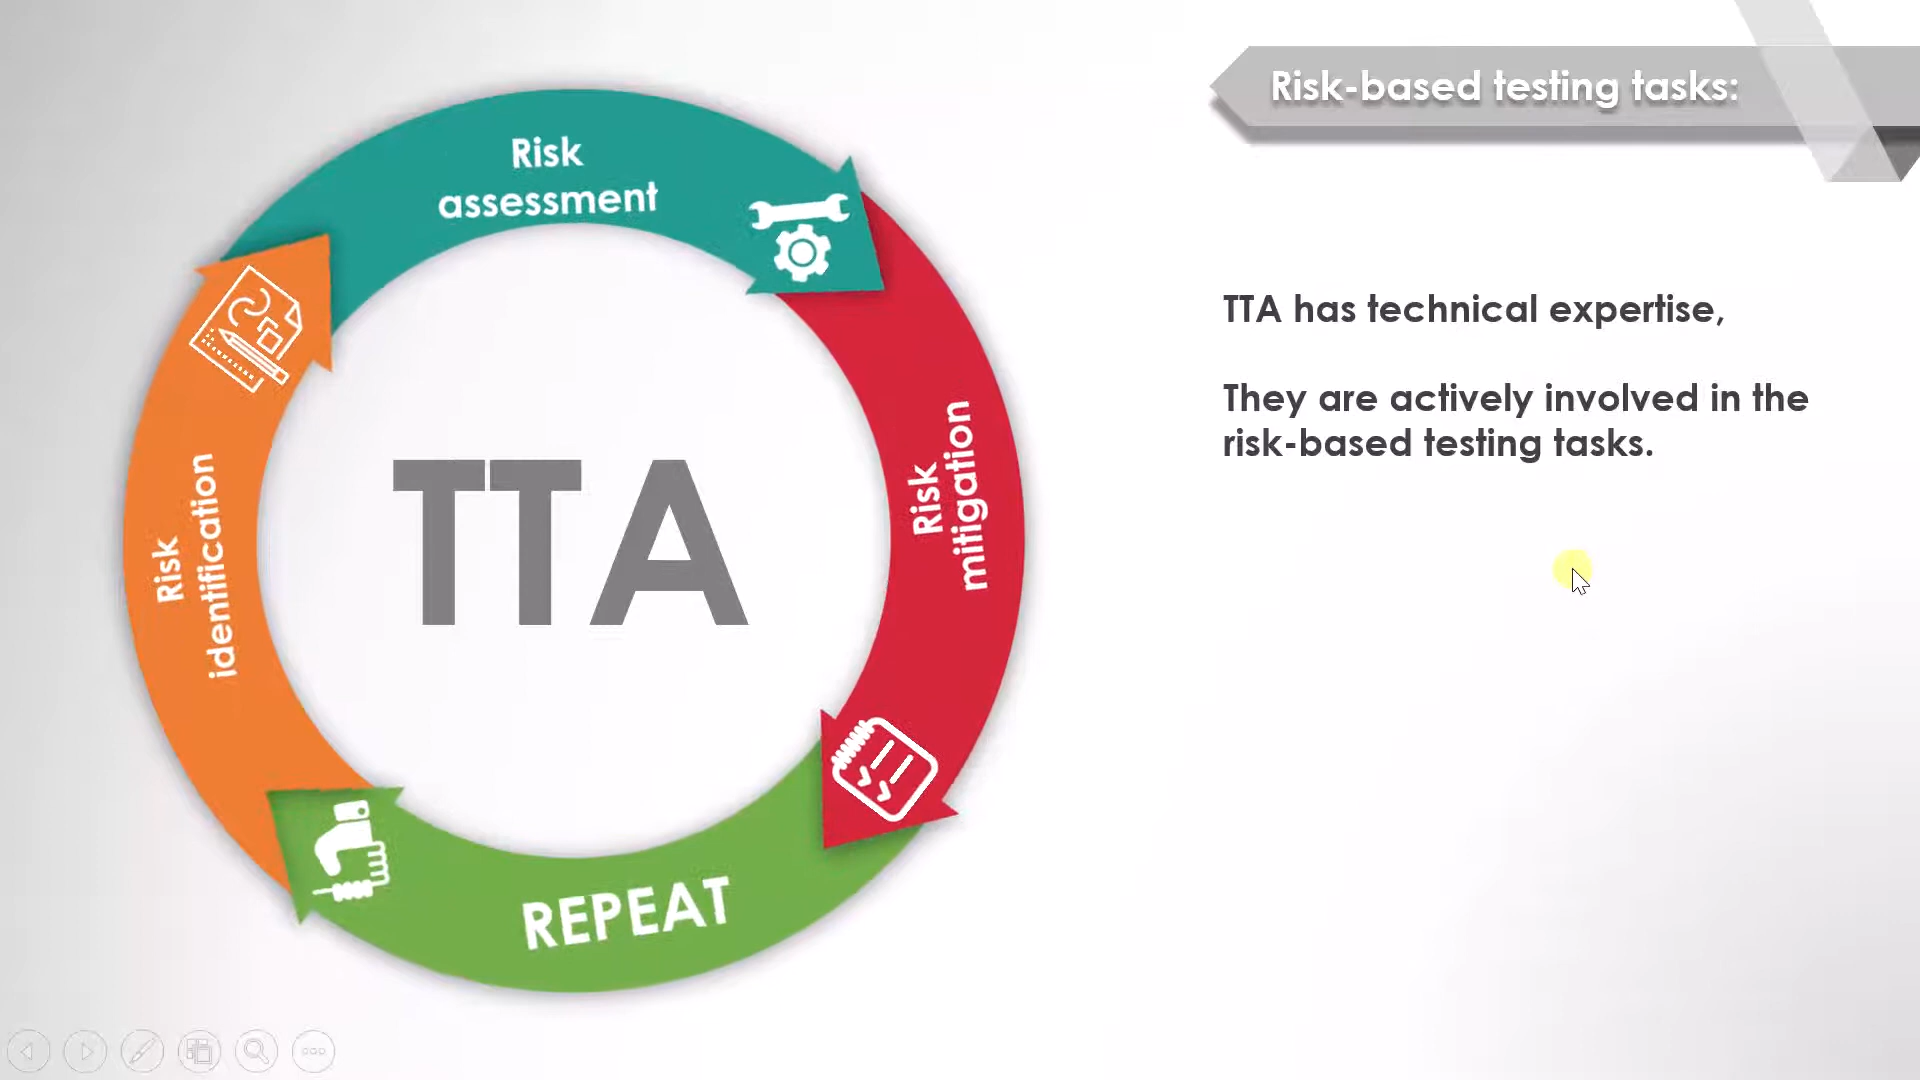 Risk-based testing tasks:
Risk
assessment
Risk
mitigation
REPEAT
Risk
identification
TTA
TTA has technical expertise,
They are actively involved in the
risk-based testing tasks.